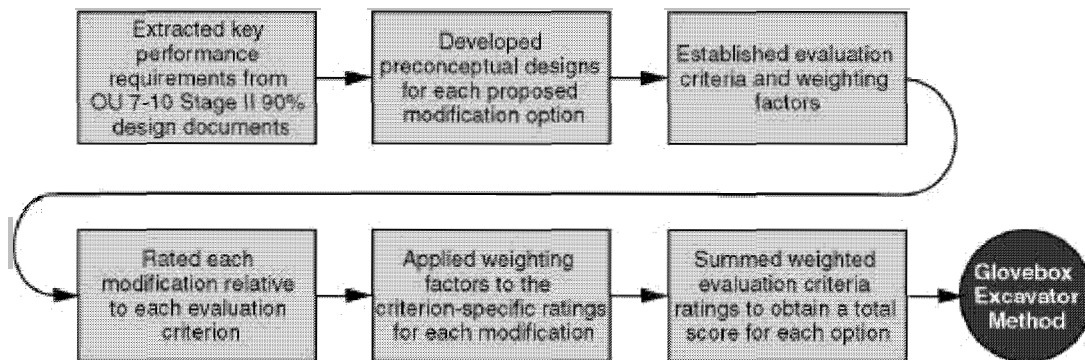 Extracted key
performance
requirements from
OU 7-10 Stage II 90%
design documents
Developed
preconceptual designs
for each proposed
modification option
Established evaluation
criteria and weighting
factors
Rated each
modification relative
to each evaluation
criterion
Applied weighting
factors to the
criterion-specific ratings
for each modification
Summed weighted
evaluation criteria
ratings to obtain a total
score for each option
Glovebox
Excavator
Method